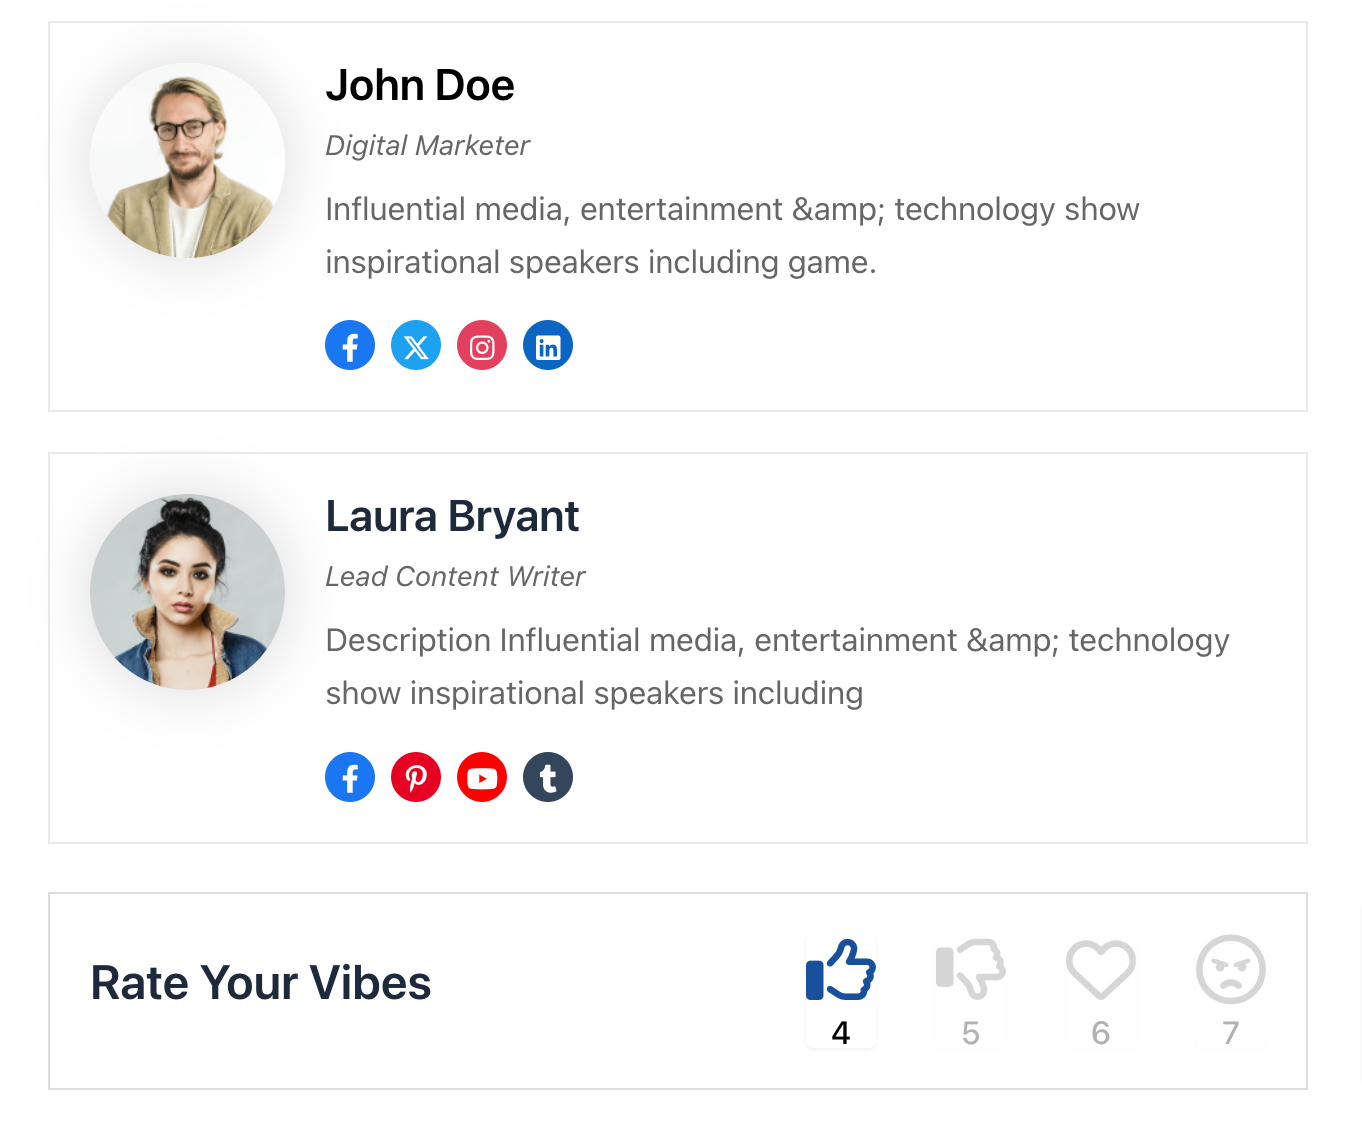 John Doe
Digital Marketer
Influential media, entertainment &amp; technology show
inspirational speakers including game.
Laura Bryant
Lead Content Writer
Description Influential media, entertainment &amp; technology
show inspirational speakers including
Rate Your Vibes
4 5 6 7